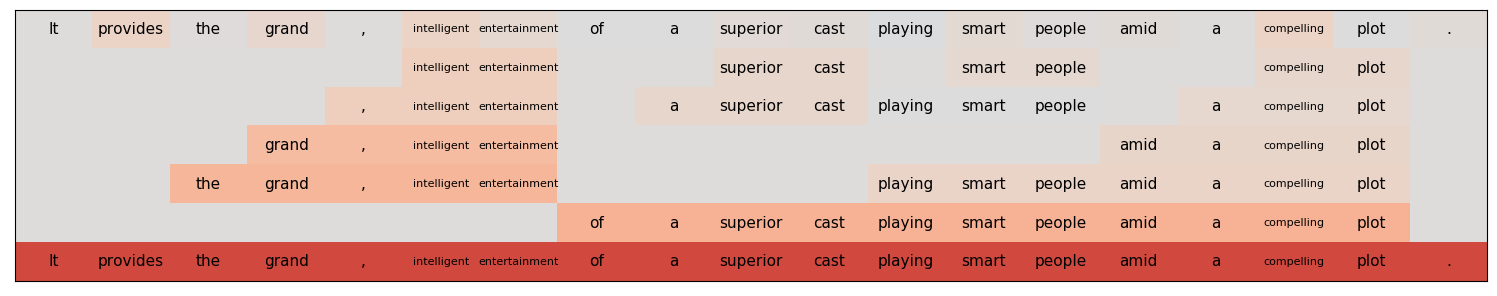 It provides the grand , intelligent entertainment of a superior cast playing smart people amid a compelling plot .
intelligent entertainment superior cast smart people compelling plot
, intelligent entertainment a superior cast playing smart people a compelling plot
grand , intelligent entertainment amid a compelling plot
the grand , intelligent entertainment playing smart people amid a compelling plot
of a superior cast playing smart people amid a compelling plot
It provides the grand , intelligent entertainment of a superior cast playing smart people amid a compelling plot .